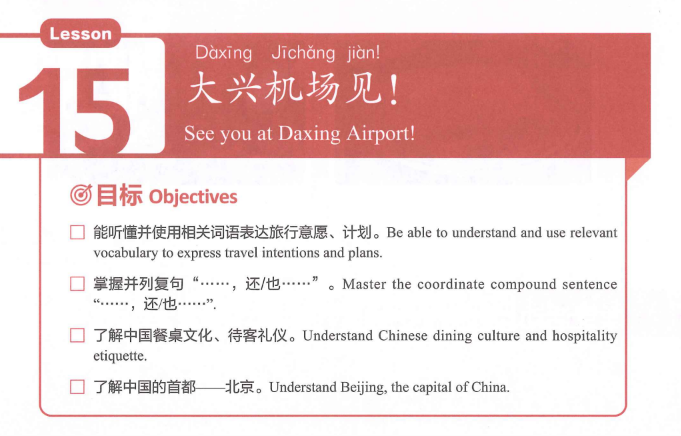 Lesson
15
Dàxīng Jīchǎng jiàn!
大兴机场见!
See you at Daxing Airport!
目标 Objectives
能听懂并使用相关词语表达旅行意愿、计划。Be able to understand and use relevant
vocabulary to express travel intentions and plans.
掌握并列复句“……，还/也……”。Master the coordinate compound sentence
“……，还/也……”.
了解中国餐桌文化、待客礼仪。Understand Chinese dining culture and hospitality
etiquette.
了解中国的首都——北京。Understand Beijing, the capital of China.